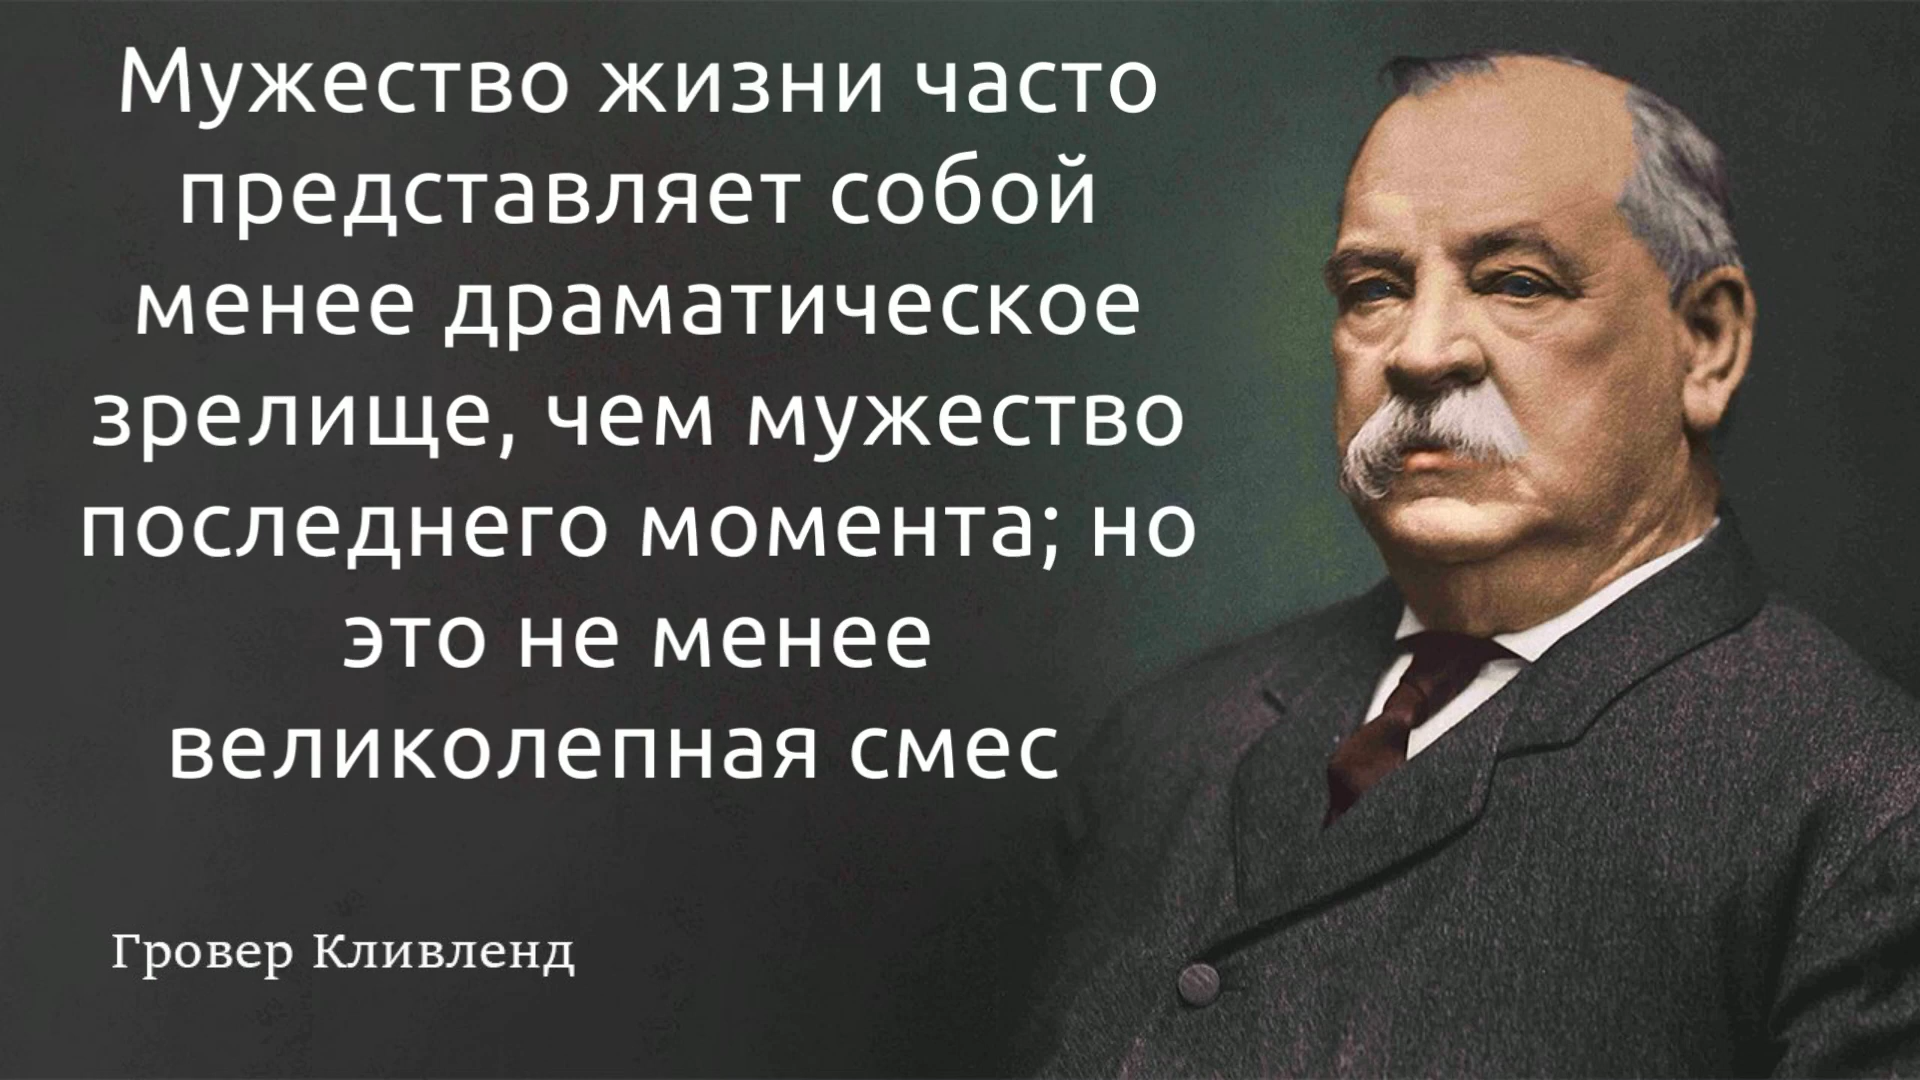 Мужество жизни часто
представляет собой
менее драматическое
зрелище, чем мужество
последнего момента; но
это не менее
великолепная смес
Гровер Кливленд